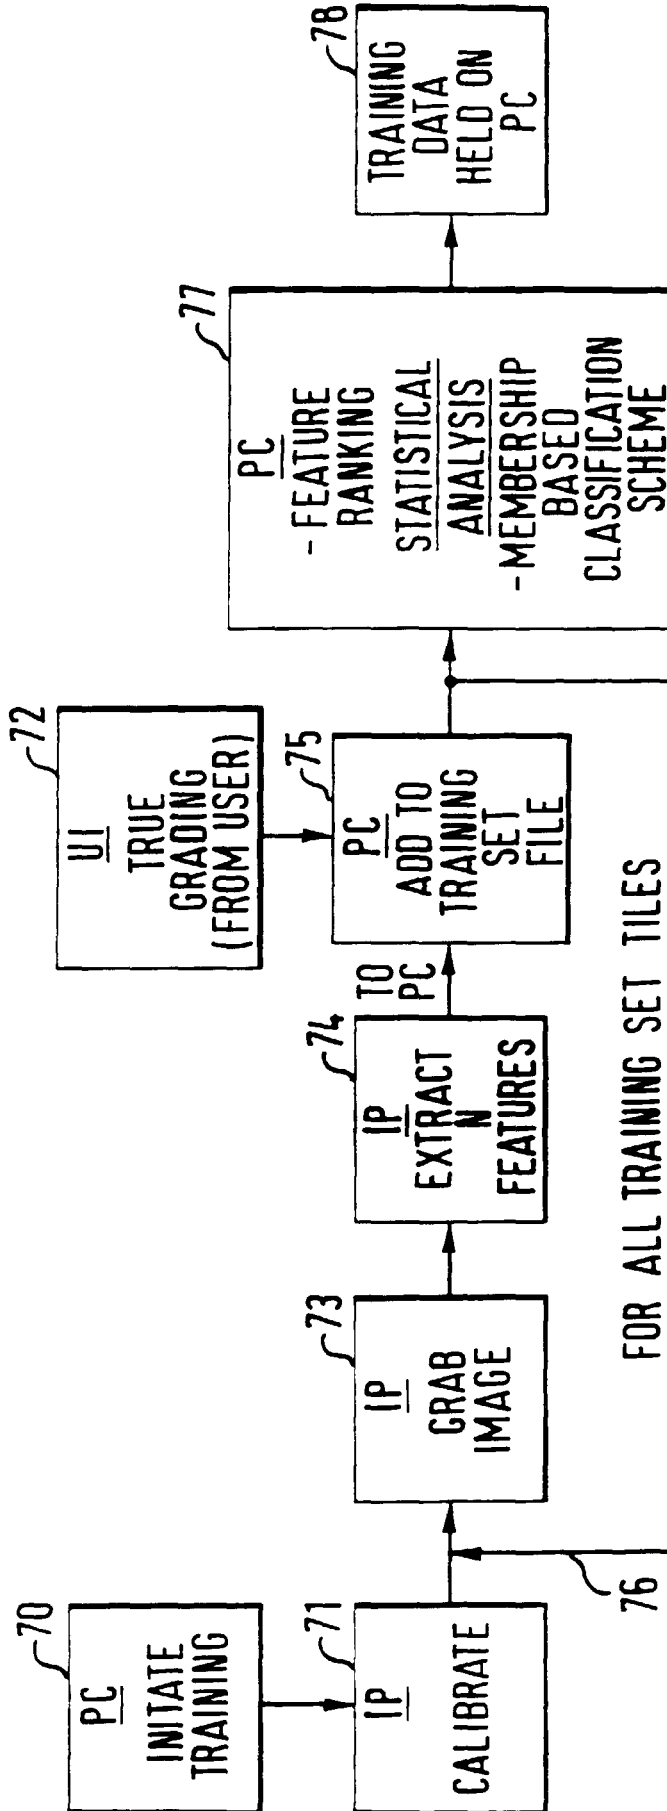 70
PC
INITATE
TRAINING
71
IP
CALIBRATE
76
73
IP
GRAB
IMAGE
74
IP
EXTRACT
N
FEATURES
TO
PC
72
UI
TRUE
GRADING
(FROM USER)
75
PC
ADD TO
TRAINING
SET
FILE
FOR ALL TRAINING SET TILES
77
PC
- FEATURE
RANKING
STATISTICAL
ANALYSIS
-MEMBERSHIP
BASED
CLASSIFICATION
SCHEME
78
TRAINING
DATA
HELD ON
PC